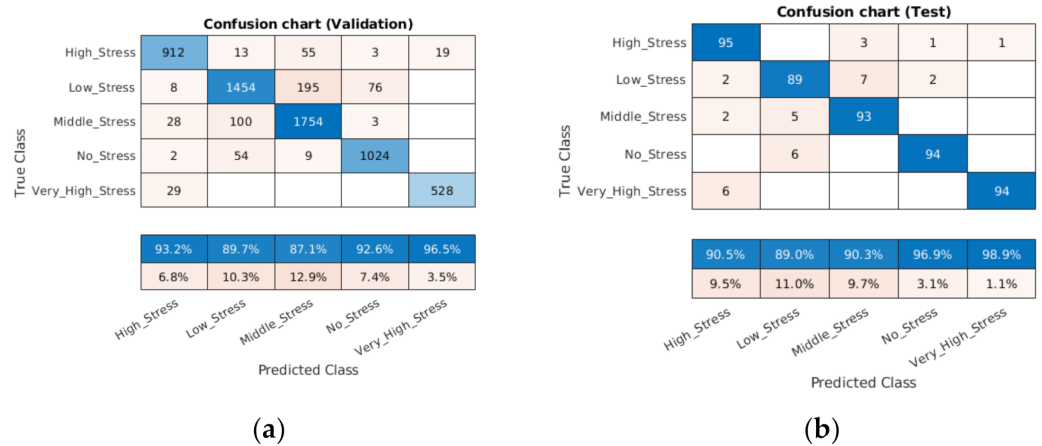 Confusion chart (Validation)
True Class
High_Stress 912 13 55 3 19
Low_Stress 8 1454 195 76
Middle_Stress 28 100 1754 3
No_Stress 2 54 9 1024
Very_High_Stress 29 528
93.2% 89.7% 87.1% 92.6% 96.5%
6.8% 10.3% 12.9% 7.4% 3.5%
High_Stress Low_Stress Middle_Stress No_Stress Very_High_Stress
Predicted Class
(a)
Confusion chart (Test)
True Class
High_Stress 95 3 1 1
Low_Stress 2 89 7 2
Middle_Stress 2 5 93
No_Stress 6 94
Very_High_Stress 6 94
90.5% 89.0% 90.3% 96.9% 98.9%
9.5% 11.0% 9.7% 3.1% 1.1%
High_Stress Low_Stress Middle_Stress No_Stress Very_High_Stress
Predicted Class
(b)